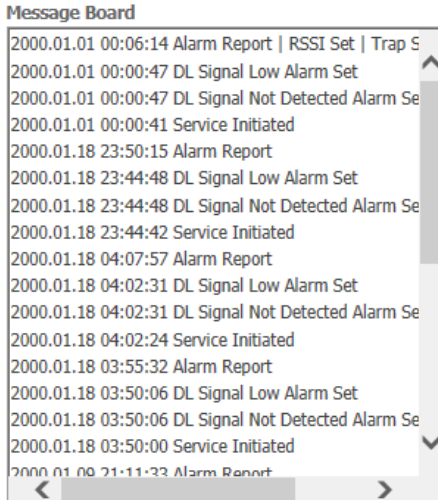 Message Board
2000.01.01 00:06:14 Alarm Report | RSSI Set | Trap S
2000.01.01 00:00:47 DL Signal Low Alarm Set
2000.01.01 00:00:47 DL Signal Not Detected Alarm Se
2000.01.01 00:00:41 Service Initiated
2000.01.18 23:50:15 Alarm Report
2000.01.18 23:44:48 DL Signal Low Alarm Set
2000.01.18 23:44:48 DL Signal Not Detected Alarm Se
2000.01.18 23:44:42 Service Initiated
2000.01.18 04:07:57 Alarm Report
2000.01.18 04:02:31 DL Signal Low Alarm Set
2000.01.18 04:02:31 DL Signal Not Detected Alarm Se
2000.01.18 04:02:24 Service Initiated
2000.01.18 03:55:32 Alarm Report
2000.01.18 03:50:06 DL Signal Low Alarm Set
2000.01.18 03:50:06 DL Signal Not Detected Alarm Se
2000.01.18 03:50:00 Service Initiated
2000.01.09 21:11:33 Alarm Report